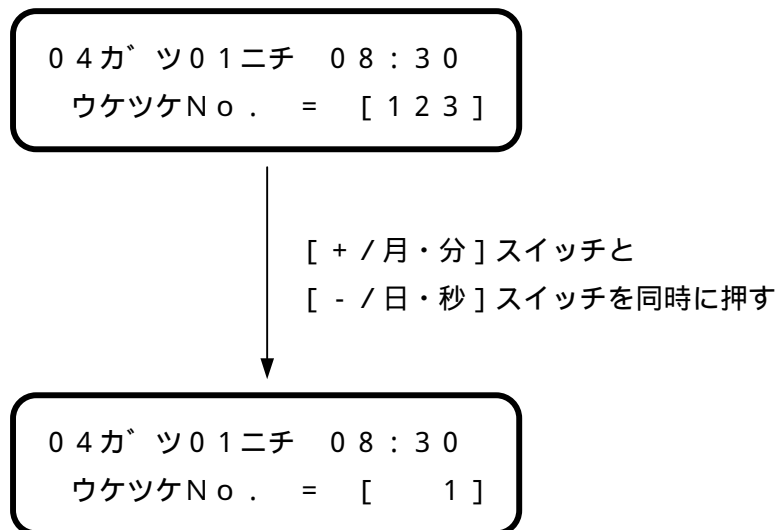 04ガツ01ニチ 08:30
ウケツケNo. = [123]
[+/月・分]スイッチと
[-/日・秒]スイッチを同時に押す
04ガツ01ニチ 08:30
ウケツケNo. = [  1]